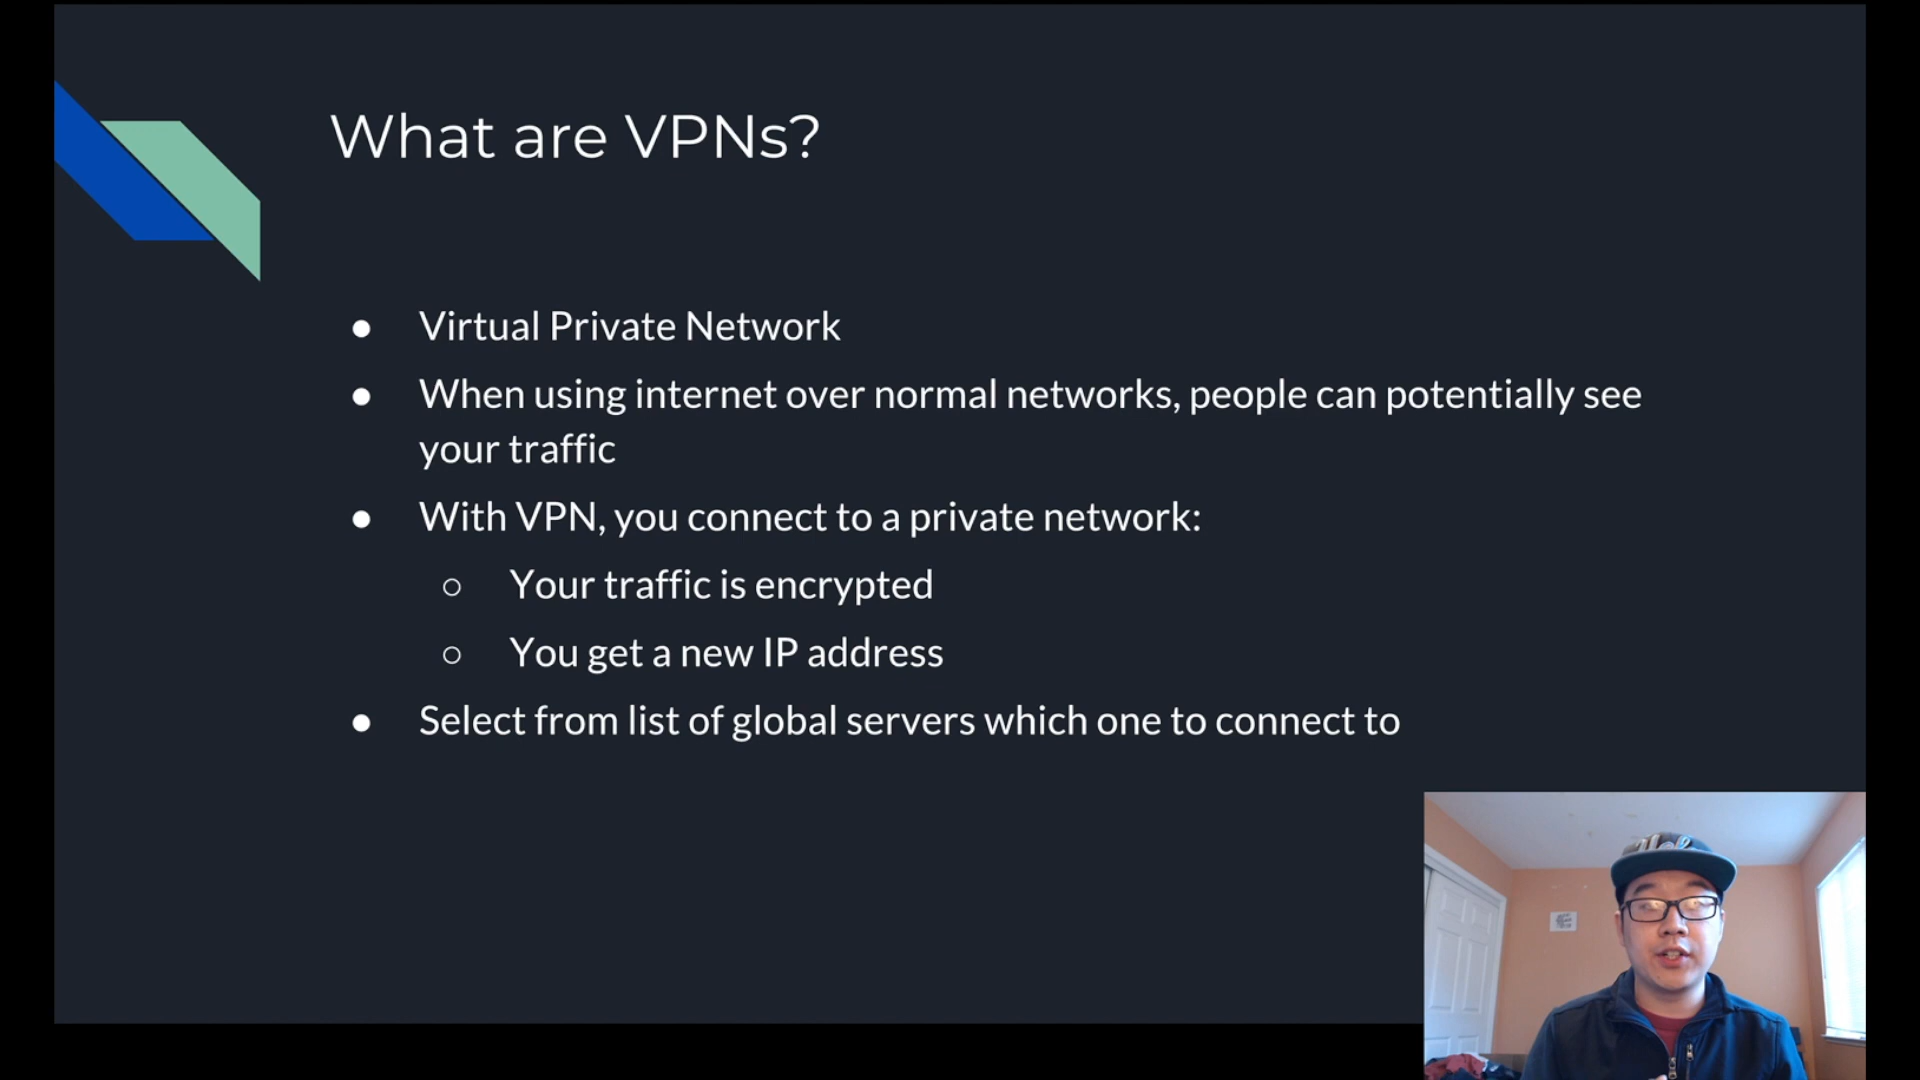 What are VPNs?
● Virtual Private Network
● When using internet over normal networks, people can potentially see
your traffic
● With VPN, you connect to a private network:
○ Your traffic is encrypted
○ You get a new IP address
● Select from list of global servers which one to connect to